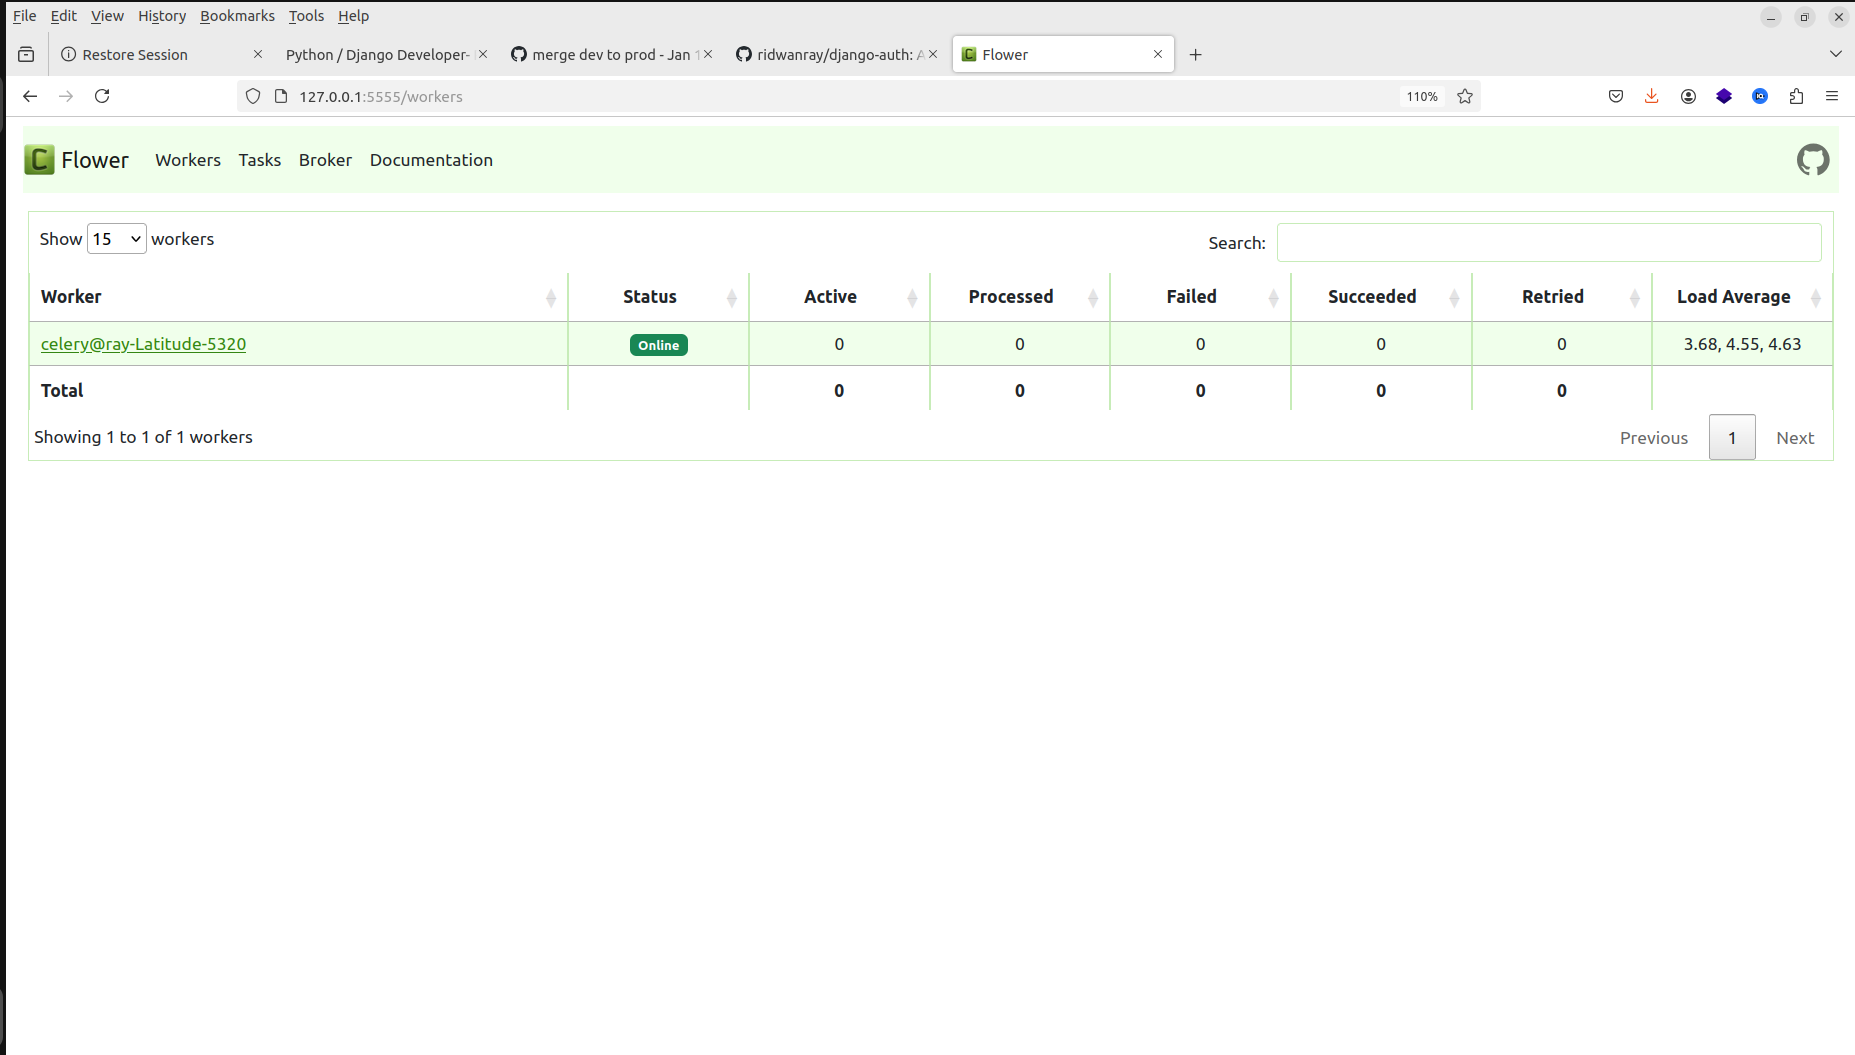 File Edit View History Bookmarks Tools Help
Restore Session Python / Django Developer- merge dev to prod - Jan ridwanray/django-auth: Flower
127.0.0.1:5555/workers 110%
C Flower Workers Tasks Broker Documentation
Show 15 workers Search:
Worker Status Active Processed Failed Succeeded Retried Load Average
celery@ray-Latitude-5320 Online 0 0 0 0 0 3.68, 4.55, 4.63
Total 0 0 0 0 0
Showing 1 to 1 of 1 workers Previous 1 Next